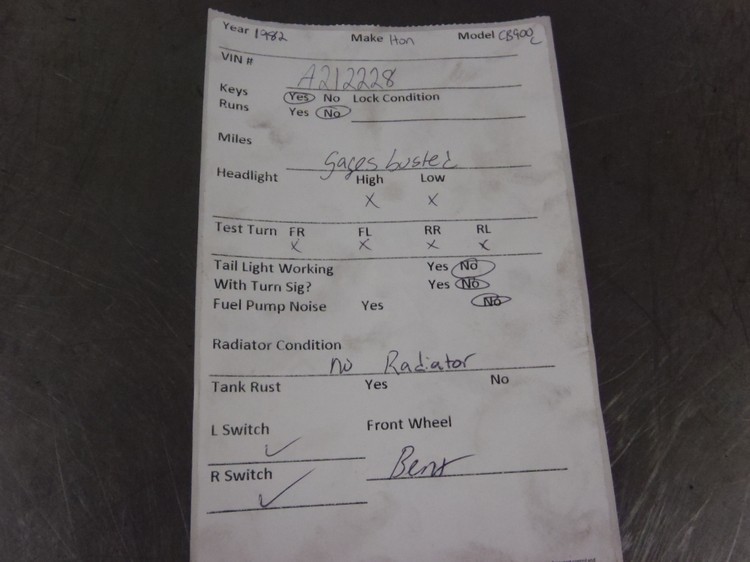 Year 1982 Make Hon Model CB900c
VIN # A212228
Keys Yes No Lock Condition
Runs Yes No
Miles gages busted
Headlight High Low
X X
Test Turn FR FL RR RL
X X X X
Tail Light Working Yes No
With Turn Sig? Yes No
Fuel Pump Noise Yes No
Radiator Condition
no Radiator
Tank Rust Yes No
L Switch ✓ Front Wheel
R Switch ✓ Bent